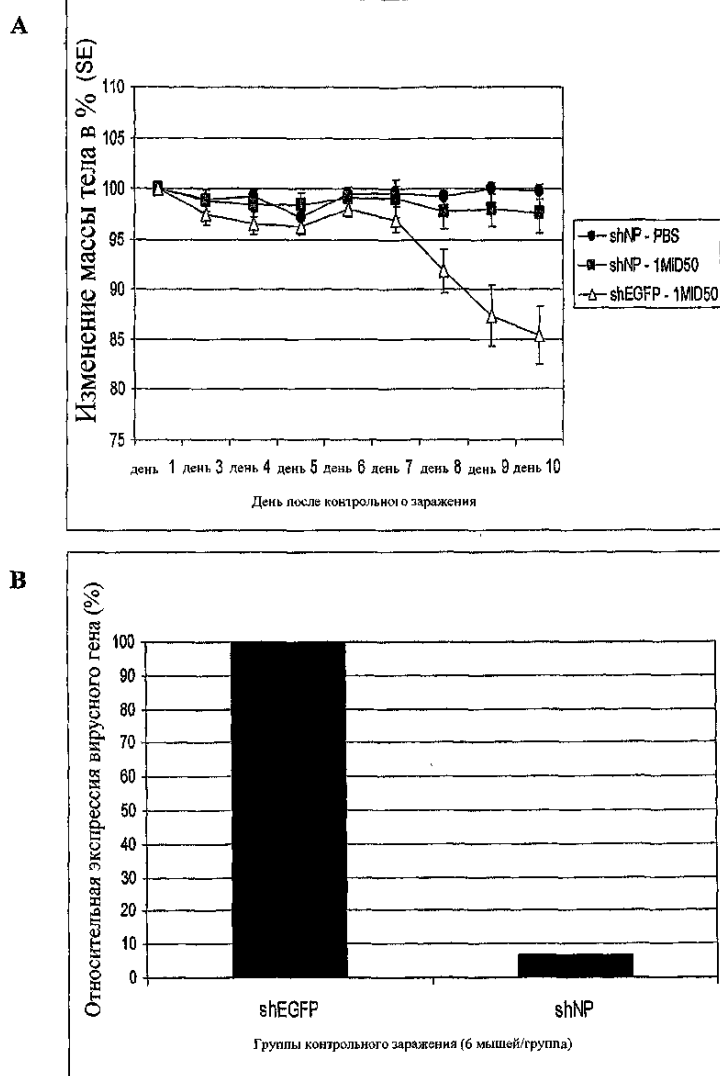 A
Изменение массы тела в % (SE)
110
105
100
95
90
85
80
75
день 1 день 3 день 4 день 5 день 6 день 7 день 8 день 9 день 10
День после контрольного заражения
shNP - PBS
shNP - 1MID50
shEGFP - 1MID50
B
Относительная экспрессия вирусного гена (%)
100
90
80
70
60
50
40
30
20
10
0
shEGFP shNP
Группы контрольного заражения (6 мышей/группа)